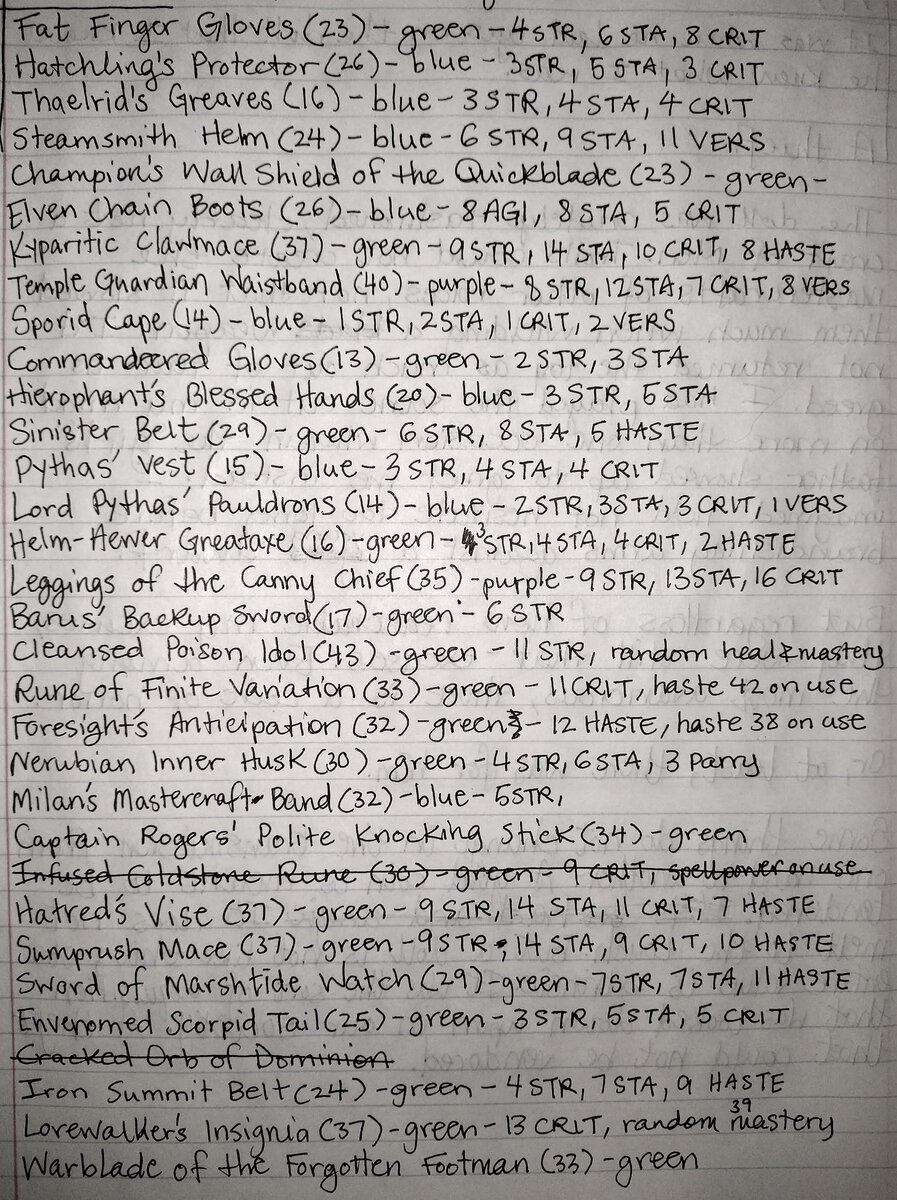 Fat Finger Gloves (23) - green - 4 STR, 6 STA, 8 CRIT
Hatchling's Protector (26) - blue - 3 STR, 5 STA, 3 CRIT
Thaelrid's Greaves (16) - blue - 3 STR, 4 STA, 4 CRIT
Steamsmith Helm (24) - blue - 6 STR, 9 STA, 11 VERS
Champion's Wall Shield of the Quickblade (23) - green -
Elven Chain Boots (26) - blue - 8 AGI, 8 STA, 5 CRIT
Kyparitic Clawmace (37) - green - 9 STR, 14 STA, 10 CRIT, 8 HASTE
Temple Guardian Waistband (40) - purple - 8 STR, 12 STA, 7 CRIT, 8 VERS
Sporid Cape (14) - blue - 1 STR, 2 STA, 1 CRIT, 2 VERS
Commandeered Gloves (13) - green - 2 STR, 3 STA
Hierophant's Blessed Hands (20) - blue - 3 STR, 5 STA
Sinister Belt (29) - green - 6 STR, 8 STA, 5 HASTE
Pythas' Vest (15) - blue - 3 STR, 4 STA, 4 CRIT
Lord Pythas' Pauldrons (14) - blue - 2 STR, 3 STA, 3 CRIT, 1 VERS
Helm-Hewer Greataxe (16) - green - 3 STR, 4 STA, 4 CRIT, 2 HASTE
Leggings of the Canny Chief (35) - purple - 9 STR, 13 STA, 16 CRIT
Barus' Backup Sword (17) - green - 6 STR
Cleansed Poison Idol (43) - green - 11 STR, random heal & mastery
Rune of Finite Variation (33) - green - 11 CRIT, haste 42 on use
Foresight's Anticipation (32) - green - 12 HASTE, haste 38 on use
Nerubian Inner Husk (30) - green - 4 STR, 6 STA, 3 Parry
Milan's Mastercraft Band (32) - blue - 5 STR,
Captain Rogers' Polite Knocking Stick (34) - green
Infused Coldstone Rune (30) - green - 9 CRIT, spellpower on use
Hatred's Vise (37) - green - 9 STR, 14 STA, 11 CRIT, 7 HASTE
Sumprush Mace (37) - green - 9 STR, 14 STA, 9 CRIT, 10 HASTE
Sword of Marshtide Watch (29) - green - 7 STR, 7 STA, 11 HASTE
Envenomed Scorpid Tail (25) - green - 3 STR, 5 STA, 5 CRIT
Cracked Orb of Dominion
Iron Summit Belt (24) - green - 4 STR, 7 STA, 9 HASTE
Lorewalker's Insignia (37) - green - 13 CRIT, random 39 mastery
Warblade of the Forgotten Footman (33) - green